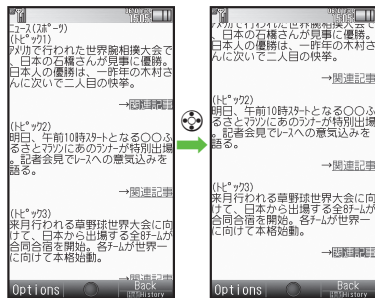 15:05
ニュース(スポーツ)
(トピック1)
アメリカで行われた世界腕相撲大会で
、日本の石橋さんが見事に優勝。
日本人の優勝は、一昨年の木村さ
んに次いで二人目の快挙。
→関連記事
(トピック2)
明日、午前10時スタートとなる○○ふ
るさとマラソンにあのランナーが特別出場
。記者会見でレースへの意気込みを
語る。
→関連記事
(トピック3)
来月行われる草野球世界大会に向
けて、日本から出場する全8チームが
合同合宿を開始。各チームが世界一
に向けて本格始動。
→関連記事
Options
Back
History
15:05
アメリカで行われた世界腕相撲大会で
、日本の石橋さんが見事に優勝。
日本人の優勝は、一昨年の木村さ
んに次いで二人目の快挙。
→関連記事
(トピック2)
明日、午前10時スタートとなる○○ふ
るさとマラソンにあのランナーが特別出場
。記者会見でレースへの意気込みを
語る。
→関連記事
(トピック3)
来月行われる草野球世界大会に向
けて、日本から出場する全8チームが
合同合宿を開始。各チームが世界一
に向けて本格始動。
→関連記事
Options
Back
History